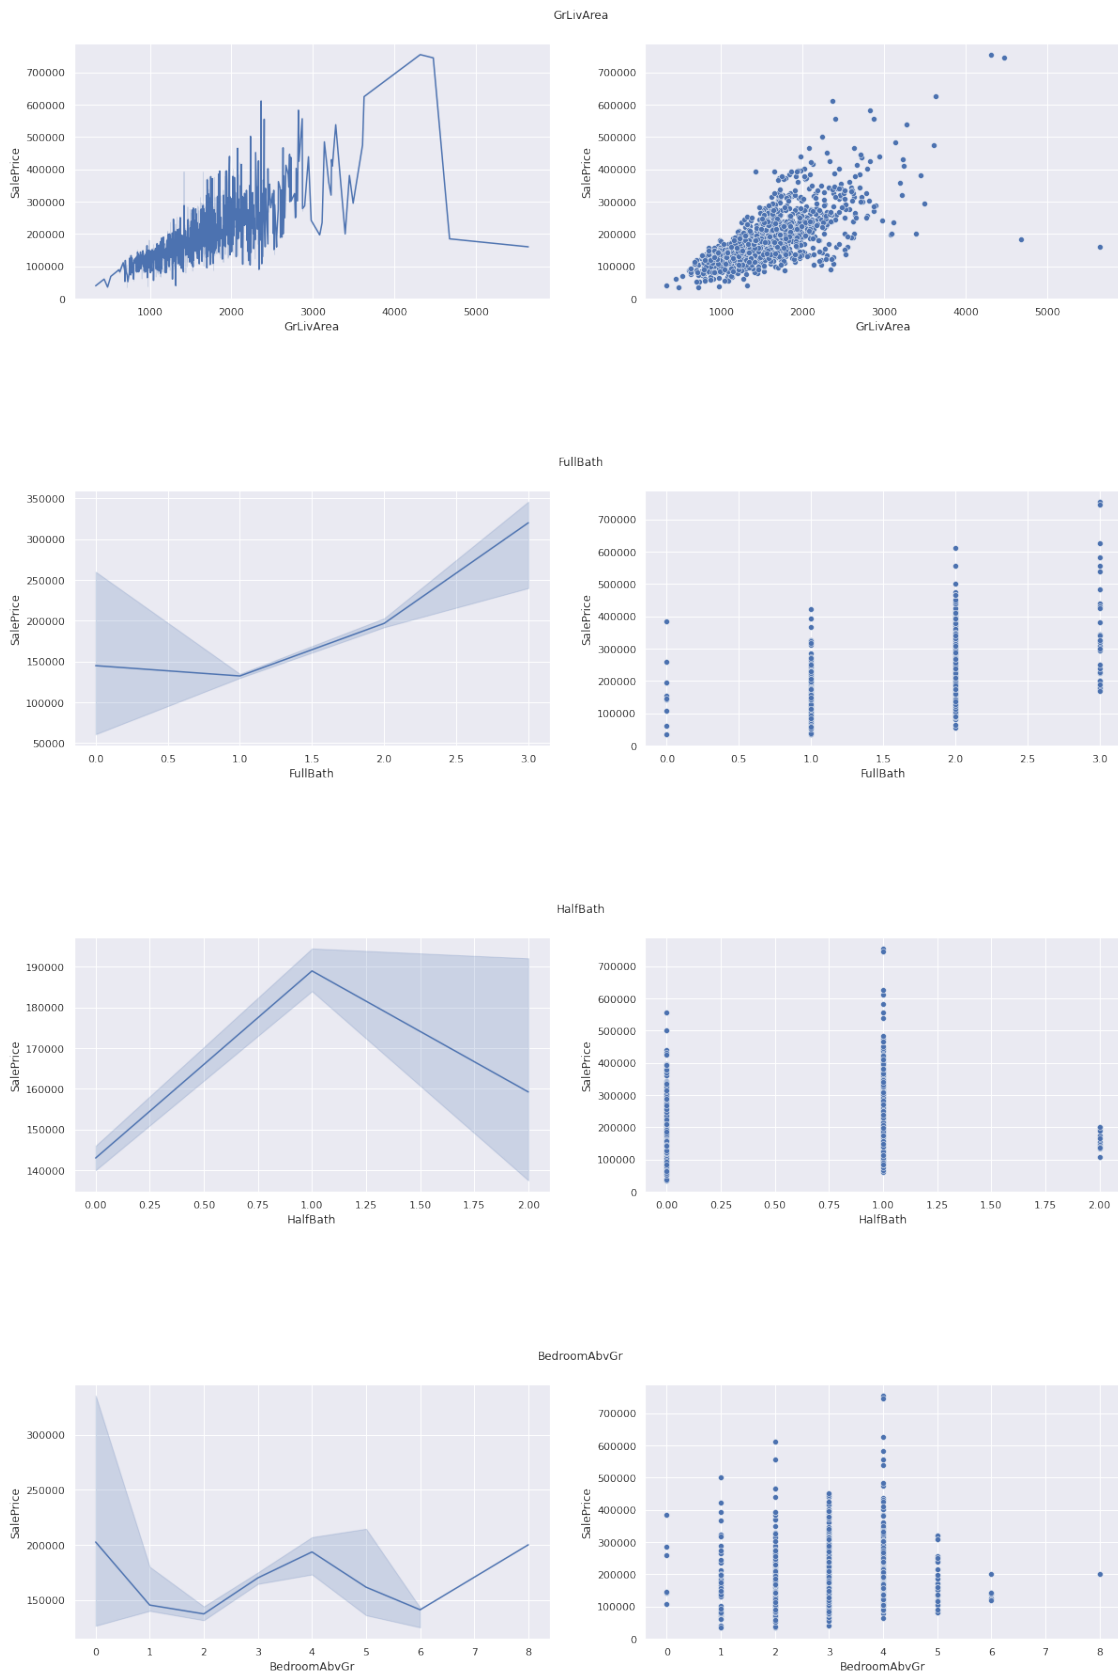 GrLivArea
700000
600000
500000
400000
300000
200000
100000
0
SalePrice
1000 2000 3000 4000 5000
GrLivArea
700000
600000
500000
400000
300000
200000
100000
0
SalePrice
1000 2000 3000 4000 5000
GrLivArea
FullBath
350000
300000
250000
200000
150000
100000
50000
SalePrice
0.0 0.5 1.0 1.5 2.0 2.5 3.0
FullBath
700000
600000
500000
400000
300000
200000
100000
0
SalePrice
0.0 0.5 1.0 1.5 2.0 2.5 3.0
FullBath
HalfBath
190000
180000
170000
160000
150000
140000
SalePrice
0.00 0.25 0.50 0.75 1.00 1.25 1.50 1.75 2.00
HalfBath
700000
600000
500000
400000
300000
200000
100000
0
SalePrice
0.00 0.25 0.50 0.75 1.00 1.25 1.50 1.75 2.00
HalfBath
BedroomAbvGr
300000
250000
200000
150000
SalePrice
0 1 2 3 4 5 6 7 8
BedroomAbvGr
700000
600000
500000
400000
300000
200000
100000
0
SalePrice
0 1 2 3 4 5 6 7 8
BedroomAbvGr